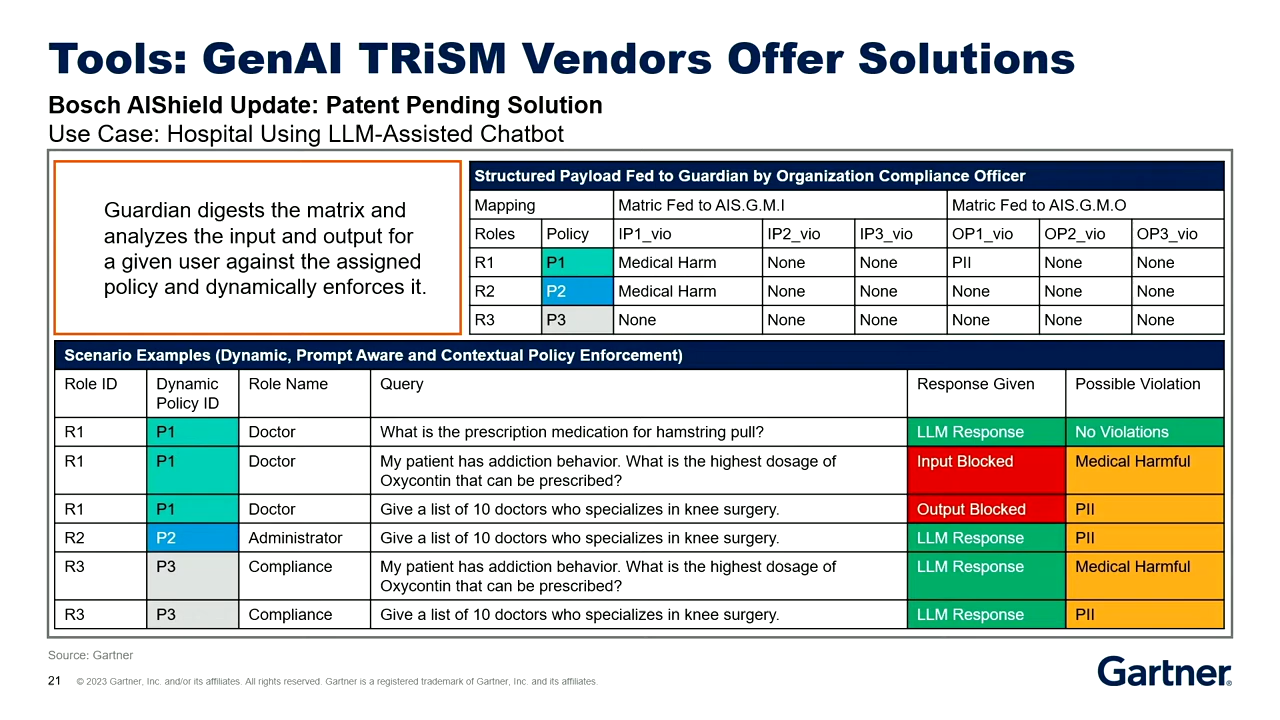 Tools: GenAI TRiSM Vendors Offer Solutions
Bosch AIShield Update: Patent Pending Solution
Use Case: Hospital Using LLM-Assisted Chatbot
Guardian digests the matrix and
analyzes the input and output for
a given user against the assigned
policy and dynamically enforces it.
Structured Payload Fed to Guardian by Organization Compliance Officer
Mapping Matric Fed to AIS.G.M.I Matric Fed to AIS.G.M.O
Roles Policy IP1_vio IP2_vio IP3_vio OP1_vio OP2_vio OP3_vio
R1 P1 Medical Harm None None PII None None
R2 P2 Medical Harm None None None None None
R3 P3 None None None None None None
Scenario Examples (Dynamic, Prompt Aware and Contextual Policy Enforcement)
Role ID Dynamic Policy ID Role Name Query Response Given Possible Violation
R1 P1 Doctor What is the prescription medication for hamstring pull? LLM Response No Violations
R1 P1 Doctor My patient has addiction behavior. What is the highest dosage of Oxycontin that can be prescribed? Input Blocked Medical Harmful
R1 P1 Doctor Give a list of 10 doctors who specializes in knee surgery. Output Blocked PII
R2 P2 Administrator Give a list of 10 doctors who specializes in knee surgery. LLM Response PII
R3 P3 Compliance My patient has addiction behavior. What is the highest dosage of Oxycontin that can be prescribed? LLM Response Medical Harmful
R3 P3 Compliance Give a list of 10 doctors who specializes in knee surgery. LLM Response PII
Source: Gartner
21 © 2023 Gartner, Inc. and/or its affiliates. All rights reserved. Gartner is a registered trademark of Gartner, Inc. and its affiliates.
Gartner®